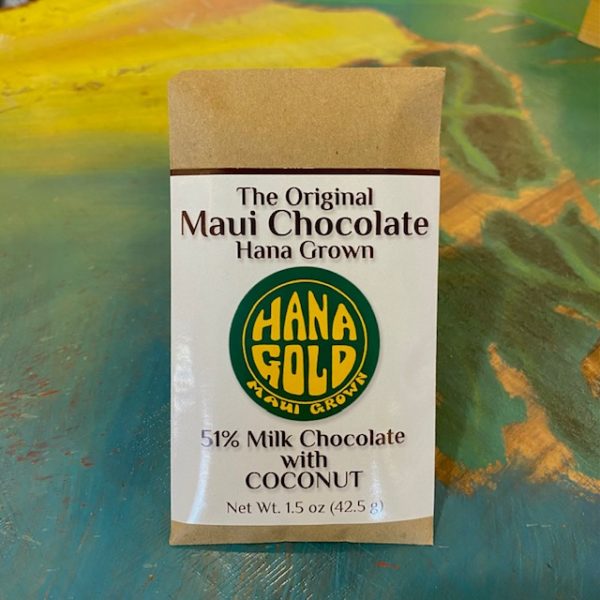 The Original
Maui Chocolate
Hana Grown
HANA
GOLD
MAUI GROWN
51% Milk Chocolate
with
COCONUT
Net Wt. 1.5 oz (42.5 g)